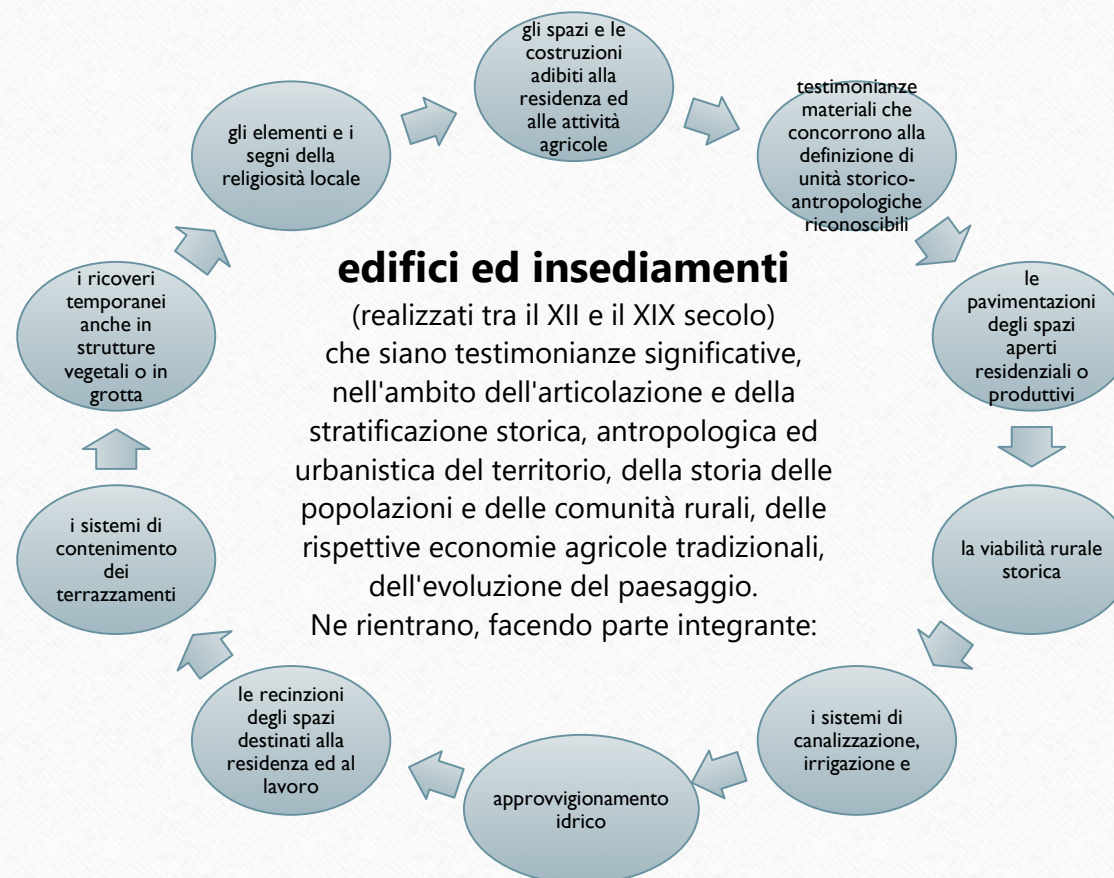 gli spazi e le
costruzioni
adibiti alla
residenza ed
alle attività
agricole
testimonianze
materiali che
concorrono alla
definizione di
unità storico-
antropologiche
riconoscibili
le
pavimentazioni
degli spazi
aperti
residenziali o
produttivi
la viabilità rurale
storica
i sistemi di
canalizzazione,
irrigazione e
approvvigionamento
idrico
le recinzioni
degli spazi
destinati alla
residenza ed al
lavoro
i sistemi di
contenimento
dei
terrazzamenti
i ricoveri
temporanei
anche in
strutture
vegetali o in
grotta
gli elementi e i
segni della
religiosità locale
edifici ed insediamenti
(realizzati tra il XII e il XIX secolo)
che siano testimonianze significative,
nell'ambito dell'articolazione e della
stratificazione storica, antropologica ed
urbanistica del territorio, della storia delle
popolazioni e delle comunità rurali, delle
rispettive economie agricole tradizionali,
dell'evoluzione del paesaggio.
Ne rientrano, facendo parte integrante: